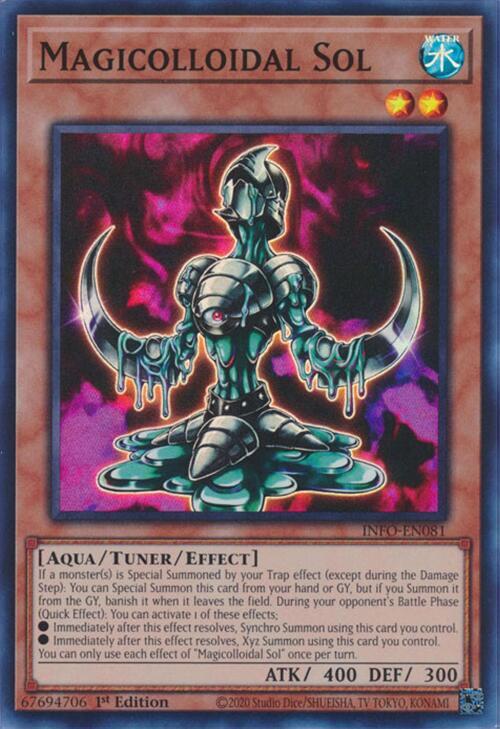 MAGICOLLOIDAL SOL
WATER
水
INFO-EN081
[AQUA/TUNER/EFFECT]
If a monster(s) is Special Summoned by your Trap effect (except during the Damage
Step): You can Special Summon this card from your hand or GY, but if you Summon it
from the GY, banish it when it leaves the field. During your opponent's Battle Phase
(Quick Effect): You can activate 1 of these effects;
● Immediately after this effect resolves, Synchro Summon using this card you control.
● Immediately after this effect resolves, Xyz Summon using this card you control.
You can only use each effect of "Magicolloidal Sol" once per turn.
ATK/ 400 DEF/ 300
67694706 1st Edition ©2020 Studio Dice/SHUEISHA, TV TOKYO, KONAMI